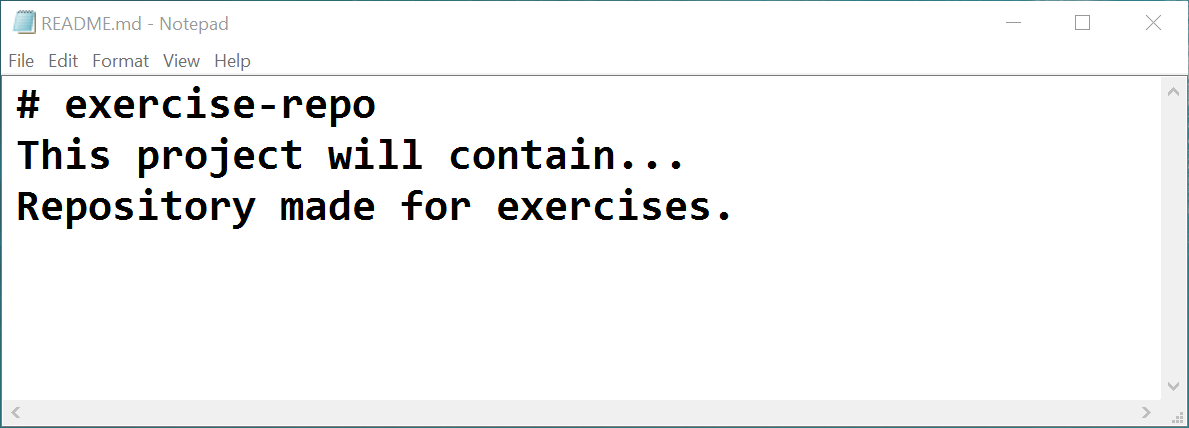 README.md - Notepad
File Edit Format View Help
# exercise-repo
This project will contain...
Repository made for exercises.